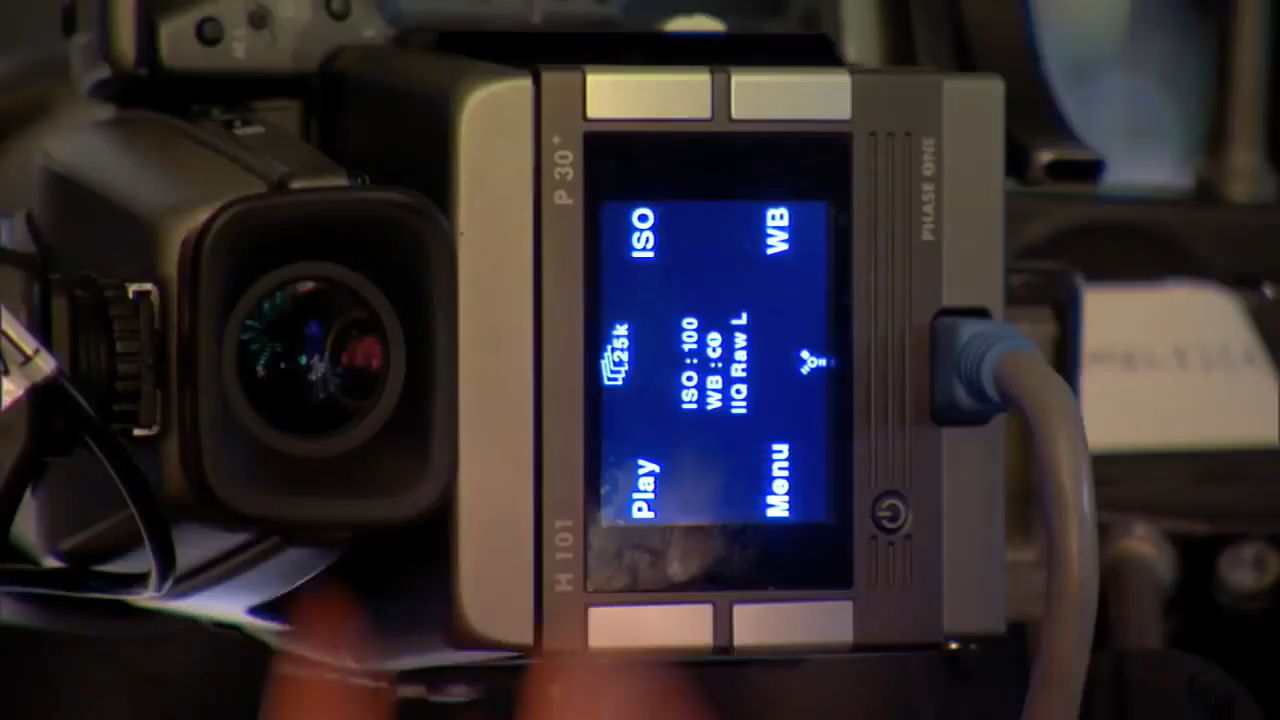 H 101
P 30+
Play
25k
ISO
ISO : 100
WB : CO
IIQ Raw L
Menu
WB
PHASE ONE